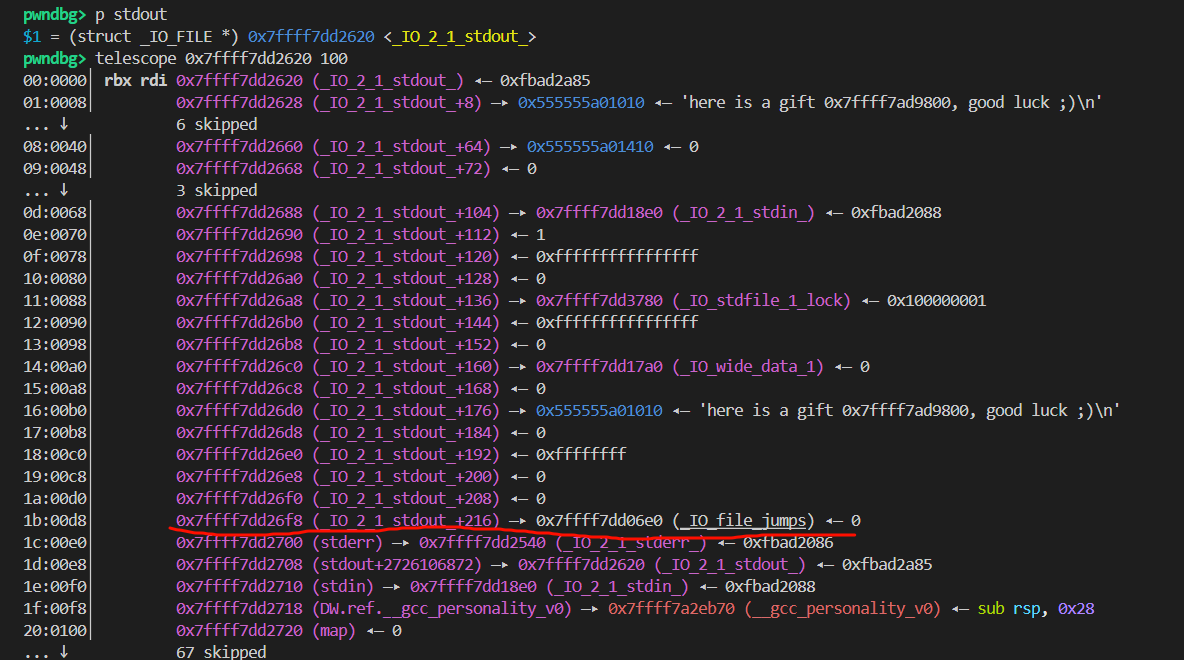 pwndbg> p stdout
$1 = (struct _IO_FILE *) 0x7ffff7dd2620 <_IO_2_1_stdout_>
pwndbg> telescope 0x7ffff7dd2620 100
00:0000│ rbx rdi 0x7ffff7dd2620 (_IO_2_1_stdout_) ◂— 0xfbad2a85
01:0008│ 0x7ffff7dd2628 (_IO_2_1_stdout_+8) —▸ 0x555555a01010 ◂— 'here is a gift 0x7ffff7ad9800, good luck ;)\n'
... ↓ 6 skipped
08:0040│ 0x7ffff7dd2660 (_IO_2_1_stdout_+64) —▸ 0x555555a01410 ◂— 0
09:0048│ 0x7ffff7dd2668 (_IO_2_1_stdout_+72) ◂— 0
... ↓ 3 skipped
0d:0068│ 0x7ffff7dd2688 (_IO_2_1_stdout_+104) —▸ 0x7ffff7dd18e0 (_IO_2_1_stdin_) ◂— 0xfbad2088
0e:0070│ 0x7ffff7dd2690 (_IO_2_1_stdout_+112) ◂— 1
0f:0078│ 0x7ffff7dd2698 (_IO_2_1_stdout_+120) ◂— 0xffffffffffffffff
10:0080│ 0x7ffff7dd26a0 (_IO_2_1_stdout_+128) ◂— 0
11:0088│ 0x7ffff7dd26a8 (_IO_2_1_stdout_+136) —▸ 0x7ffff7dd3780 (_IO_stdfile_1_lock) ◂— 0x100000001
12:0090│ 0x7ffff7dd26b0 (_IO_2_1_stdout_+144) ◂— 0xffffffffffffffff
13:0098│ 0x7ffff7dd26b8 (_IO_2_1_stdout_+152) ◂— 0
14:00a0│ 0x7ffff7dd26c0 (_IO_2_1_stdout_+160) —▸ 0x7ffff7dd17a0 (_IO_wide_data_1) ◂— 0
15:00a8│ 0x7ffff7dd26c8 (_IO_2_1_stdout_+168) ◂— 0
16:00b0│ 0x7ffff7dd26d0 (_IO_2_1_stdout_+176) —▸ 0x555555a01010 ◂— 'here is a gift 0x7ffff7ad9800, good luck ;)\n'
17:00b8│ 0x7ffff7dd26d8 (_IO_2_1_stdout_+184) ◂— 0
18:00c0│ 0x7ffff7dd26e0 (_IO_2_1_stdout_+192) ◂— 0xffffffff
19:00c8│ 0x7ffff7dd26e8 (_IO_2_1_stdout_+200) ◂— 0
1a:00d0│ 0x7ffff7dd26f0 (_IO_2_1_stdout_+208) ◂— 0
1b:00d8│ 0x7ffff7dd26f8 (_IO_2_1_stdout_+216) —▸ 0x7ffff7dd06e0 (_IO_file_jumps) ◂— 0
1c:00e0│ 0x7ffff7dd2700 (stderr) —▸ 0x7ffff7dd2540 (_IO_2_1_stderr_) ◂— 0xfbad2086
1d:00e8│ 0x7ffff7dd2708 (stdout+2726106872) —▸ 0x7ffff7dd2620 (_IO_2_1_stdout_) ◂— 0xfbad2a85
1e:00f0│ 0x7ffff7dd2710 (stdin) —▸ 0x7ffff7dd18e0 (_IO_2_1_stdin_) ◂— 0xfbad2088
1f:00f8│ 0x7ffff7dd2718 (DW.ref.__gcc_personality_v0) —▸ 0x7ffff7a2eb70 (__gcc_personality_v0) ◂— sub rsp, 0x28
20:0100│ 0x7ffff7dd2720 (map) ◂— 0
... ↓ 67 skipped